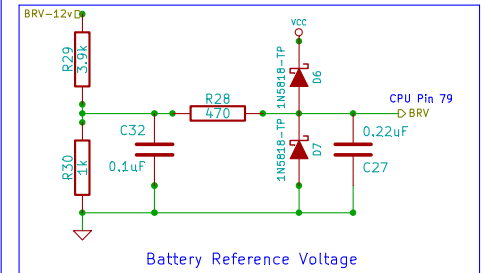 BRV-12v
R29
3.9k
R30
1k
C32
0.1uF
R28
470
vcc
1N5818-TP
D6
1N5818-TP
D7
CPU Pin 79
BRV
0.22uF
C27
Battery Reference Voltage